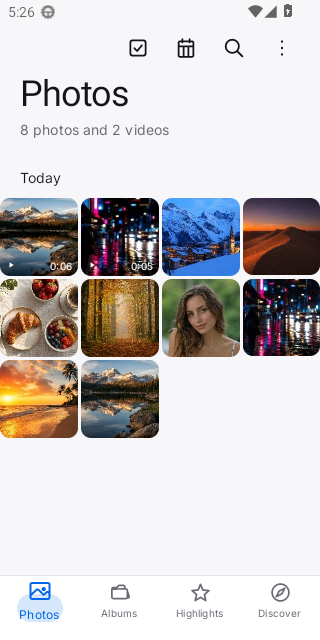 5:26
Photos
8 photos and 2 videos
Today
0:06
0:05
Photos
Albums
Highlights
Discover